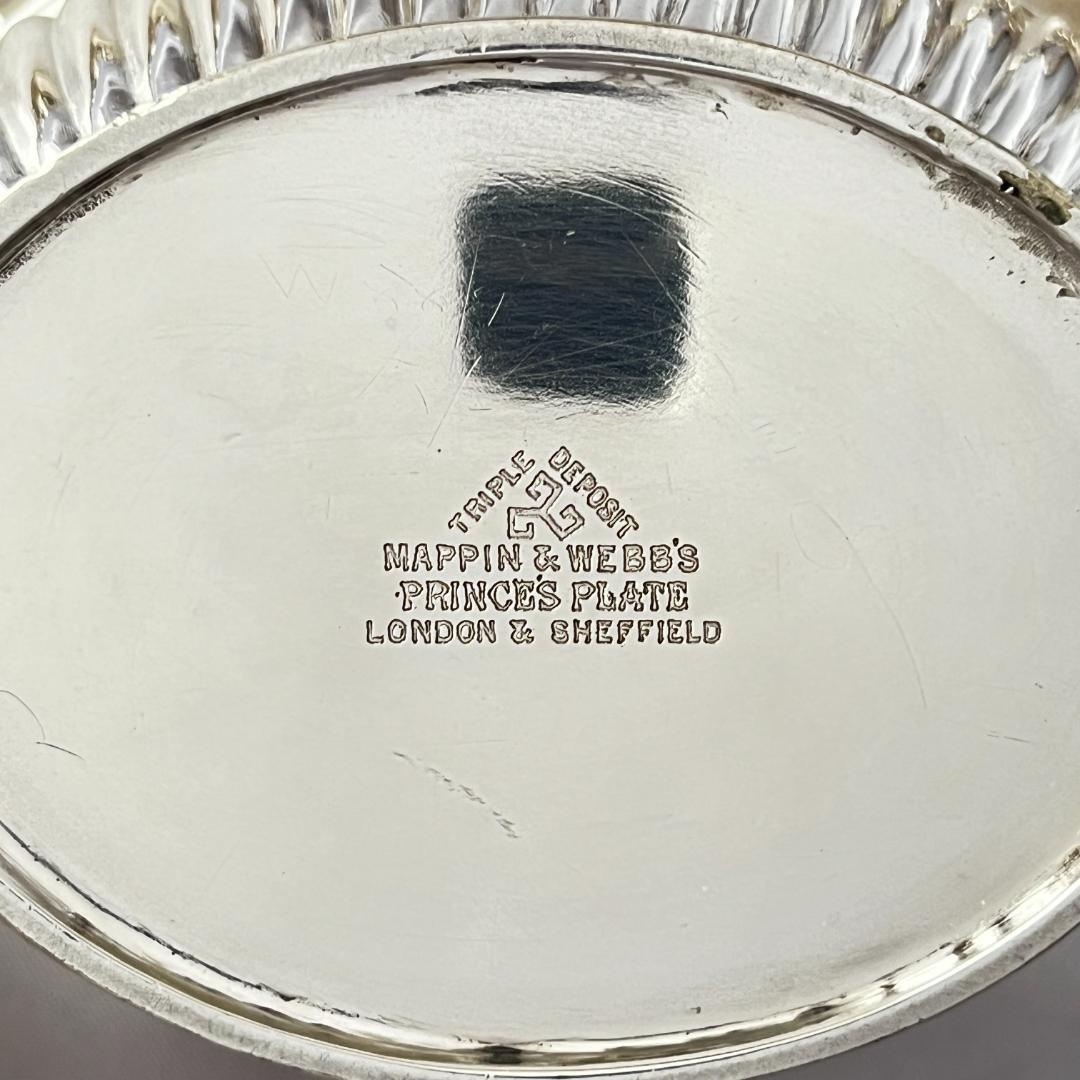 TRIPLE DEPOSIT
MAPPIN & WEBB'S
PRINCE'S PLATE
LONDON & SHEFFIELD